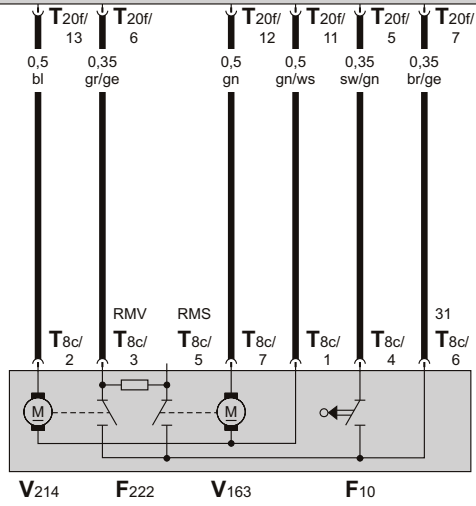 T20f/ T20f/ T20f/ T20f/ T20f/ T20f/
13 6 12 11 5 7
0,5 0,35 0,5 0,5 0,35 0,35
bl gr/ge gn gn/ws sw/gn br/ge
RMV RMS 31
T8c/ T8c/ T8c/ T8c/ T8c/ T8c/ T8c/
2 3 5 7 1 4 6
M M
V214 F222 V163 F10